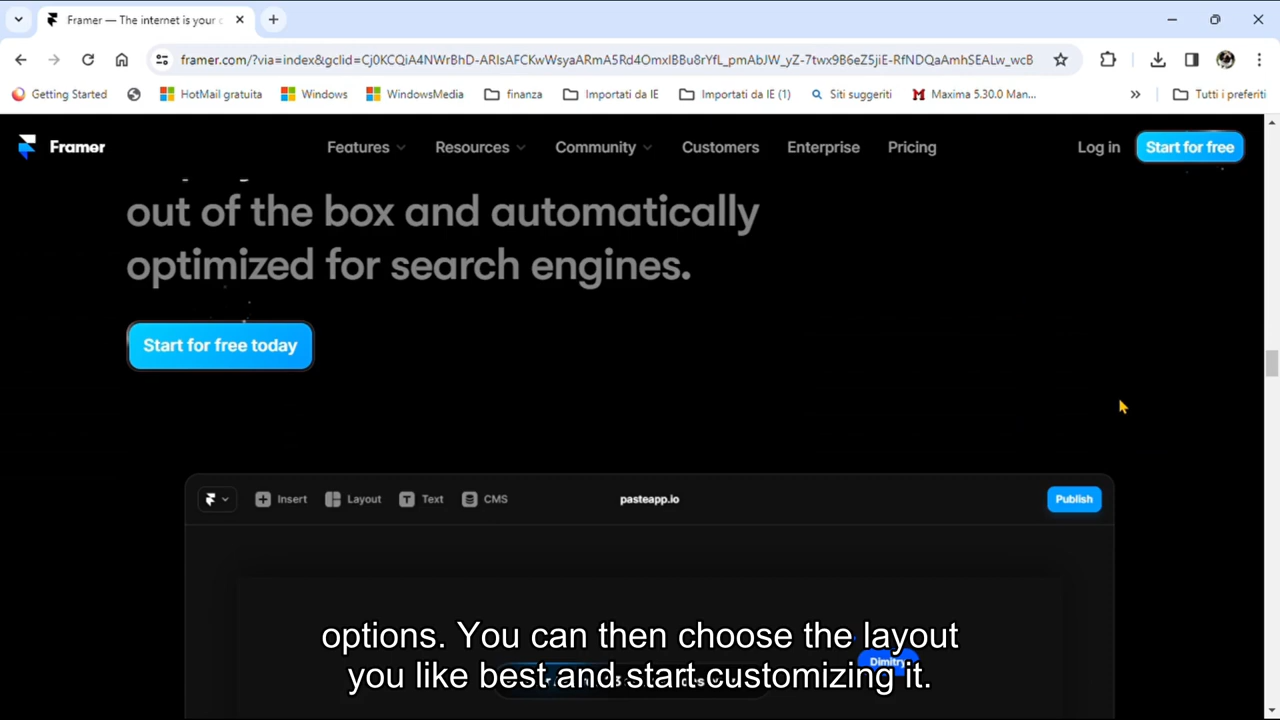 Framer — The internet is your c
framer.com/?via=index&gclid=Cj0KCQiA4NWrBhD-ARIsAFCKwWsyaARmA5Rd4OmxIBBu8rYfL_pmAbJW_yZ-7twx9B6eZ5jiE-RfNDQaAmhSEALw_wcB
Getting Started HotMail gratuita Windows WindowsMedia finanza Importati da IE Importati da IE (1) Siti suggeriti Maxima 5.30.0 Man... Tutti i preferiti
Framer Features Resources Community Customers Enterprise Pricing Log in Start for free
out of the box and automatically
optimized for search engines.
Start for free today
Insert Layout Text CMS pasteapp.io Publish
options. You can then choose the layout
Dimitry
you like best and start customizing it.